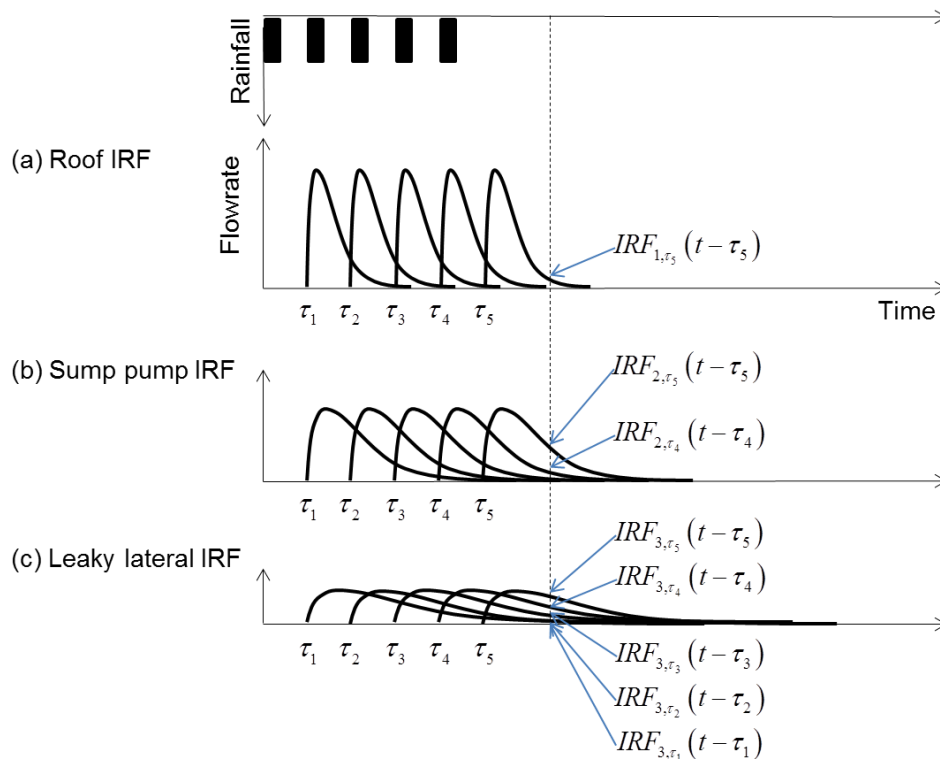 Rainfall
(a) Roof IRF
Flowrate
IRF₁,τ₅ (t − τ₅)
τ₁ τ₂ τ₃ τ₄ τ₅ Time
(b) Sump pump IRF
IRF₂,τ₅ (t − τ₅)
IRF₂,τ₄ (t − τ₄)
τ₁ τ₂ τ₃ τ₄ τ₅
(c) Leaky lateral IRF
IRF₃,τ₅ (t − τ₅)
IRF₃,τ₄ (t − τ₄)
τ₁ τ₂ τ₃ τ₄ τ₅
IRF₃,τ₃ (t − τ₃)
IRF₃,τ₂ (t − τ₂)
IRF₃,τ₁ (t − τ₁)